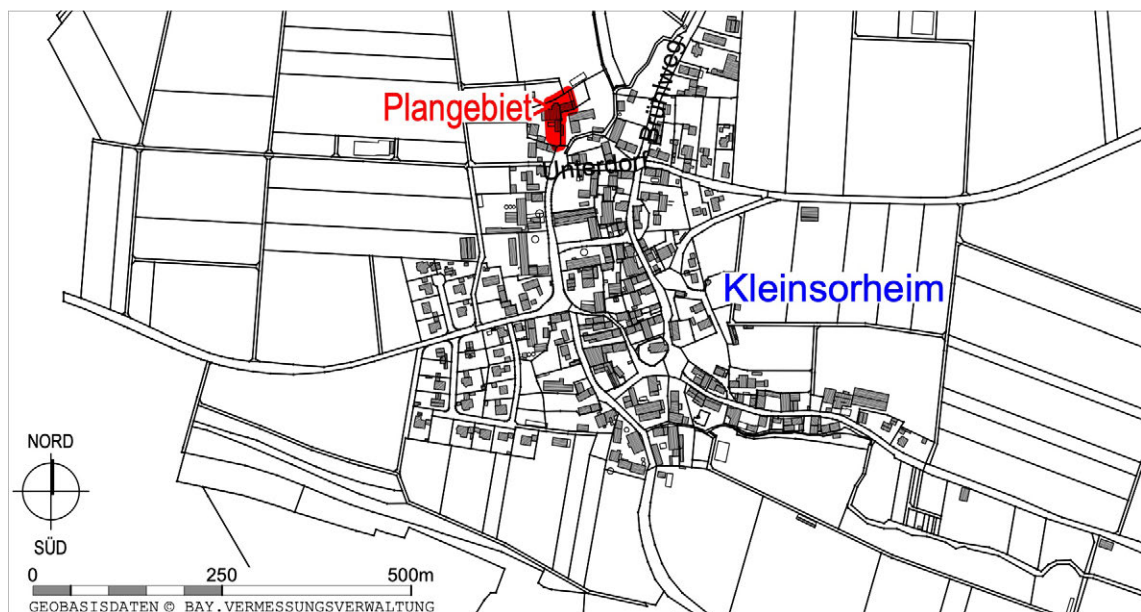 Brühlweg
Plangebiet
Unterdorf
Kleinsorheim
NORD
SÜD
0 250 500m
GEOBASISDATEN © BAY.VERMESSUNGSVERWALTUNG